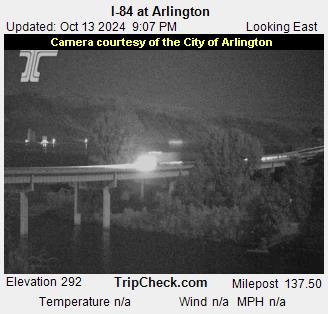 I-84 at Arlington
Updated: Oct 13 2024 9:07 PM Looking East
Camera courtesy of the City of Arlington
Elevation 292 TripCheck.com Milepost 137.50
Temperature n/a Wind n/a MPH n/a